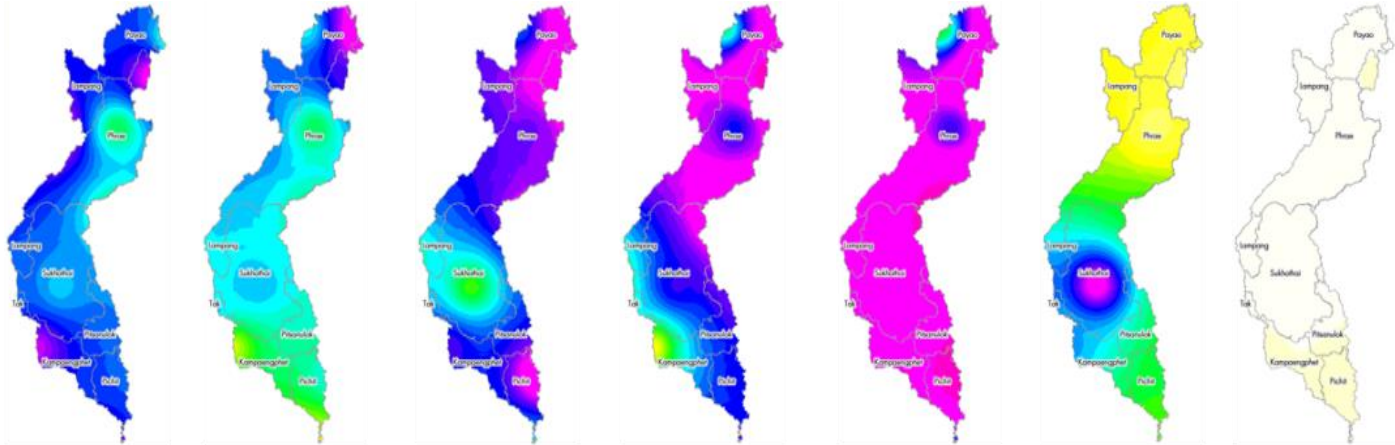 Payao
Lampang
Phrae
Lampang
Sukhothai
Tak
Pitsanulok
Kampaengphet
Pichit
Payao
Lampang
Phrae
Lampang
Sukhothai
Tak
Pitsanulok
Kampaengphet
Pichit
Payao
Lampang
Phrae
Lampang
Sukhothai
Tak
Pitsanulok
Kampaengphet
Pichit
Payao
Lampang
Phrae
Lampang
Sukhothai
Tak
Pitsanulok
Kampaengphet
Pichit
Payao
Lampang
Phrae
Lampang
Sukhothai
Tak
Pitsanulok
Kampaengphet
Pichit
Payao
Lampang
Phrae
Lampang
Sukhothai
Tak
Pitsanulok
Kampaengphet
Pichit
Payao
Lampang
Phrae
Lampang
Sukhothai
Tak
Pitsanulok
Kampaengphet
Pichit